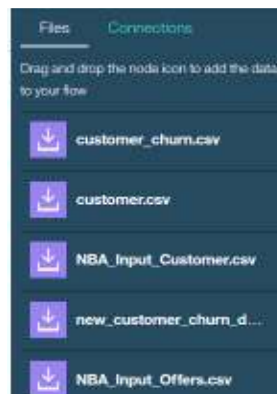 Files Connections
Drag and drop the node icon to add the data
to your flow
customer_churn.csv
customer.csv
NBA_Input_Customer.csv
new_customer_churn_d...
NBA_Input_Offers.csv